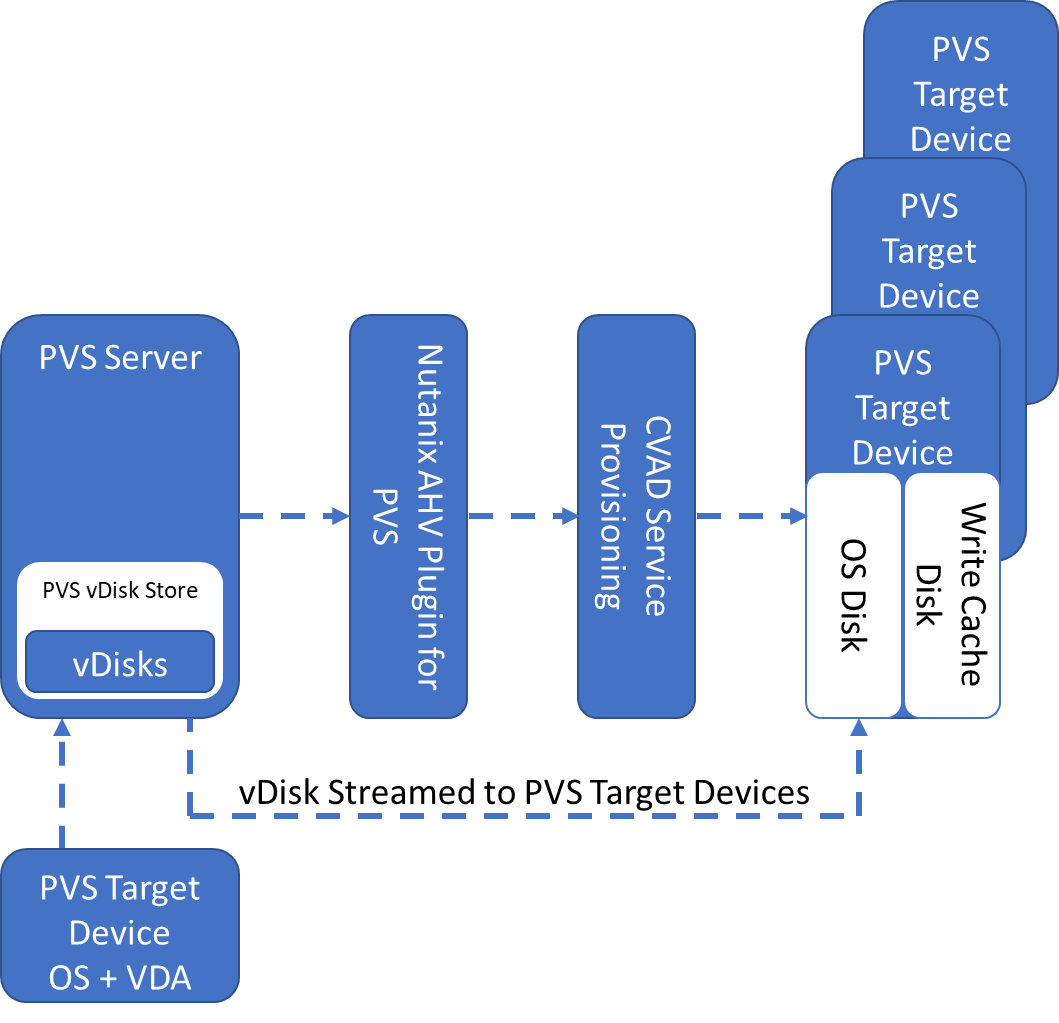 PVS
Target
Device
PVS
Target
Device
PVS
Target
Device
OS Disk
Write Cache
Disk
PVS Server
PVS vDisk Store
vDisks
Nutanix AHV Plugin for
PVS
CVAD Service
Provisioning
vDisk Streamed to PVS Target Devices
PVS Target
Device
OS + VDA